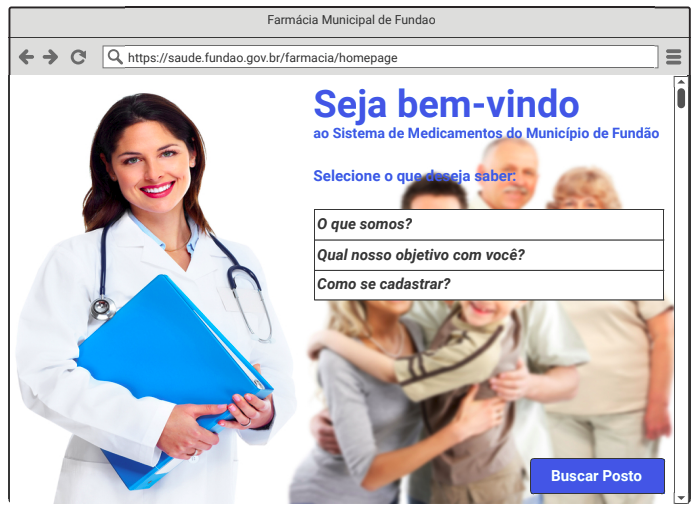 Farmácia Municipal de Fundao
https://saude.fundao.gov.br/farmacia/homepage
Seja bem-vindo
ao Sistema de Medicamentos do Município de Fundão
Selecione o que deseja saber:
O que somos?
Qual nosso objetivo com você?
Como se cadastrar?
Buscar Posto